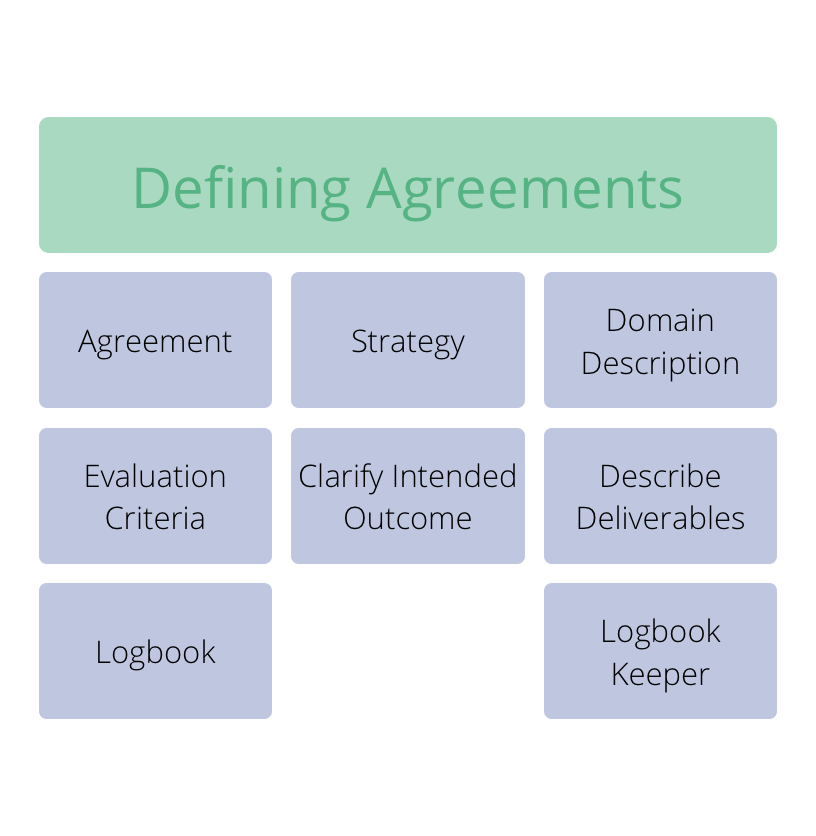 Defining Agreements
Agreement
Strategy
Domain
Description
Evaluation
Criteria
Clarify Intended
Outcome
Describe
Deliverables
Logbook
Logbook
Keeper